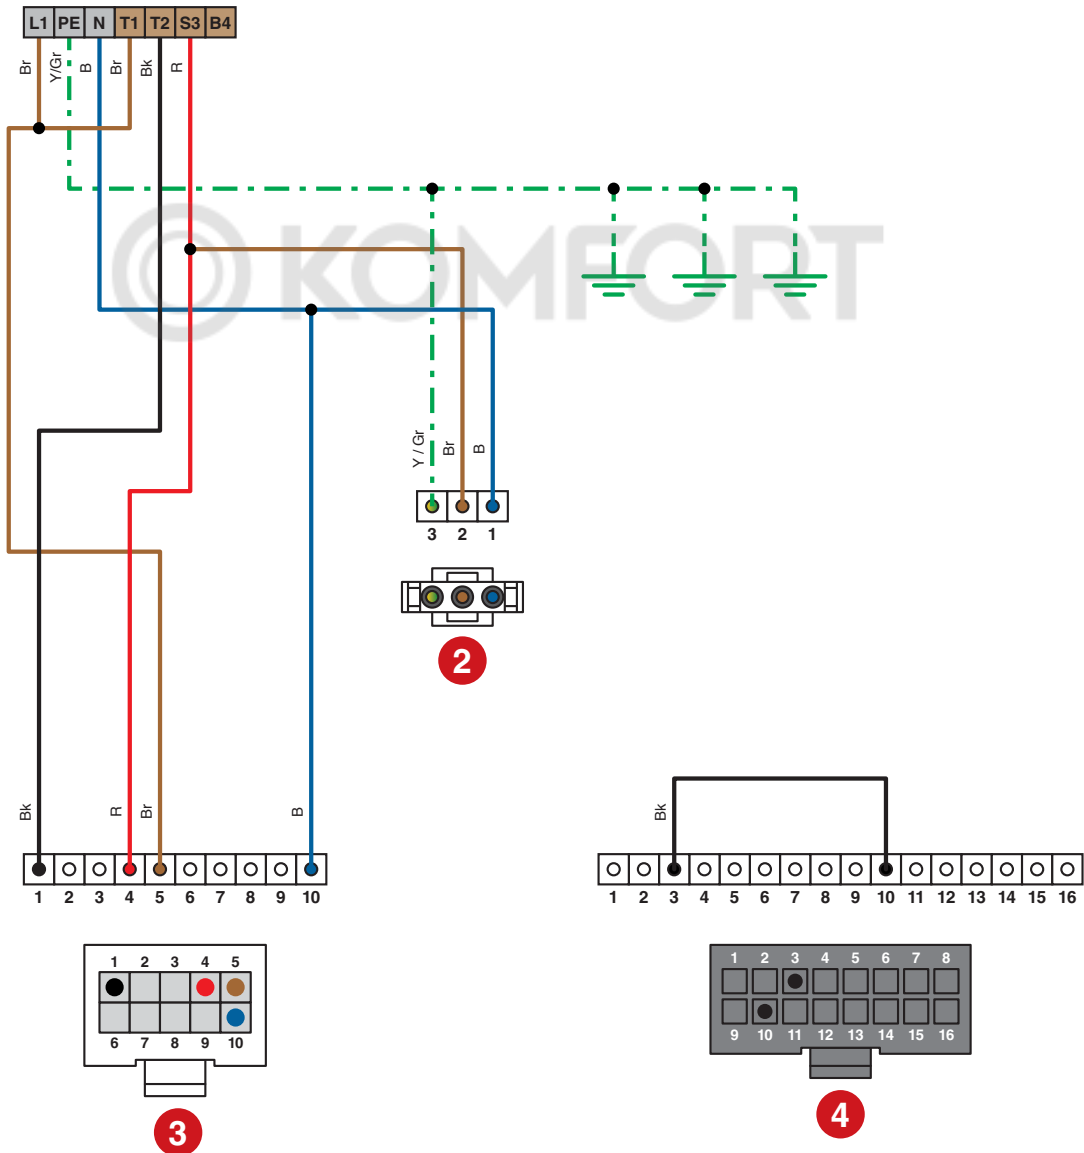 L1 PE N T1 T2 S3 B4
Br Y/Gr B Br Bk R
KOMFORT
Y / Gr Br B
3 2 1
2
Bk R Br B
Bk
1 2 3 4 5 6 7 8 9 10
1 2 3 4 5 6 7 8 9 10 11 12 13 14 15 16
1 2 3 4 5
6 7 8 9 10
3
1 2 3 4 5 6 7 8
9 10 11 12 13 14 15 16
4